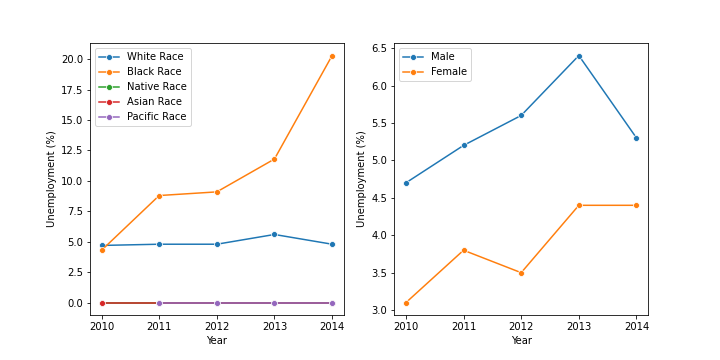 White Race
Black Race
Native Race
Asian Race
Pacific Race
20.0
17.5
15.0
12.5
10.0
7.5
5.0
2.5
0.0
Unemployment (%)
2010 2011 2012 2013 2014
Year
Male
Female
6.5
6.0
5.5
5.0
4.5
4.0
3.5
3.0
Unemployment (%)
2010 2011 2012 2013 2014
Year